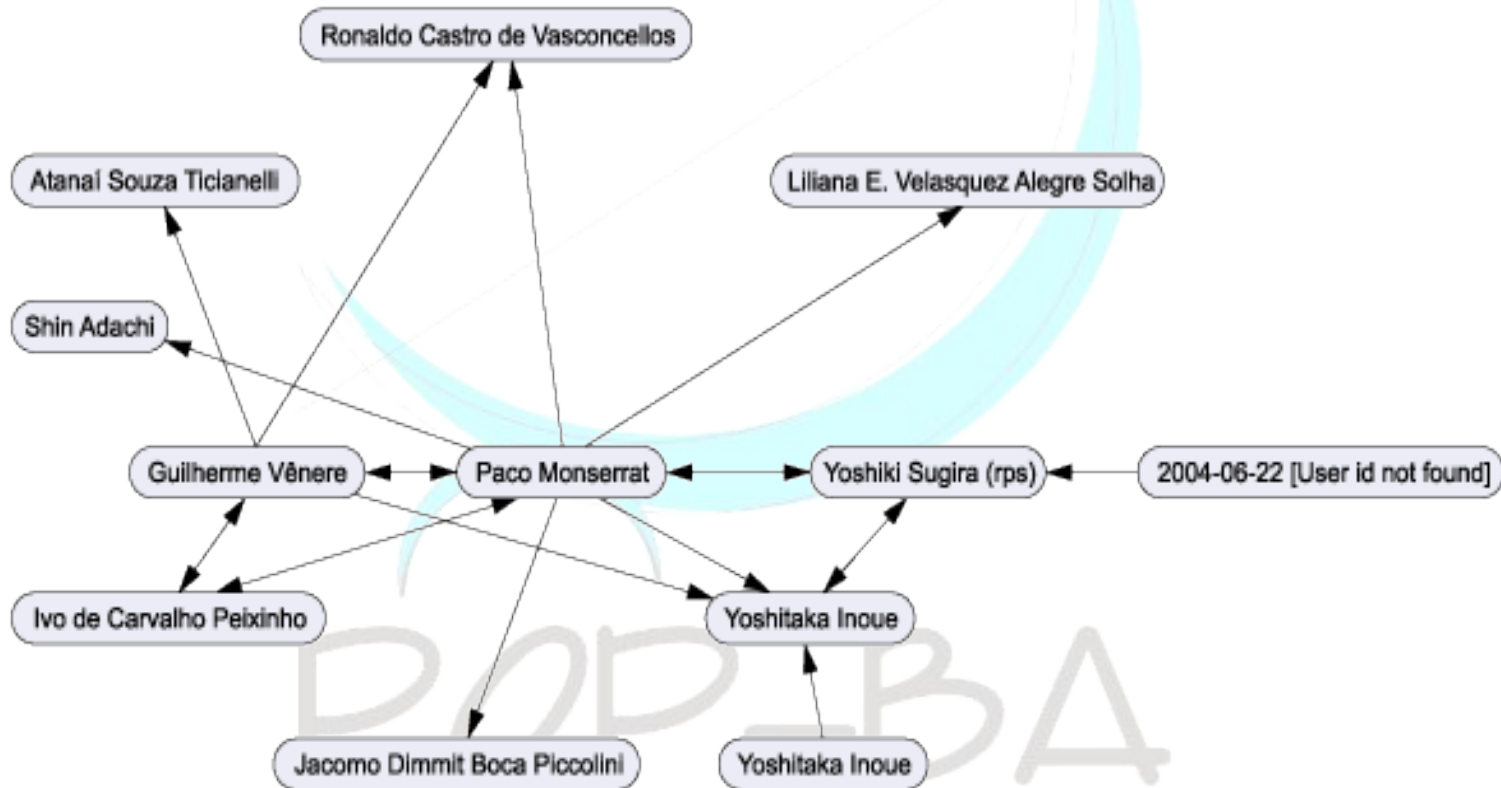 Ronaldo Castro de Vasconcellos
Atanaí Souza Ticianelli
Liliana E. Velasquez Alegre Solha
Shin Adachi
Guilherme Vênere
Paco Monserrat
Yoshiki Sugira (rps)
2004-06-22 [User id not found]
Ivo de Carvalho Peixinho
Yoshitaka Inoue
POP-BA
Jacomo Dimmit Boca Piccolini
Yoshitaka Inoue